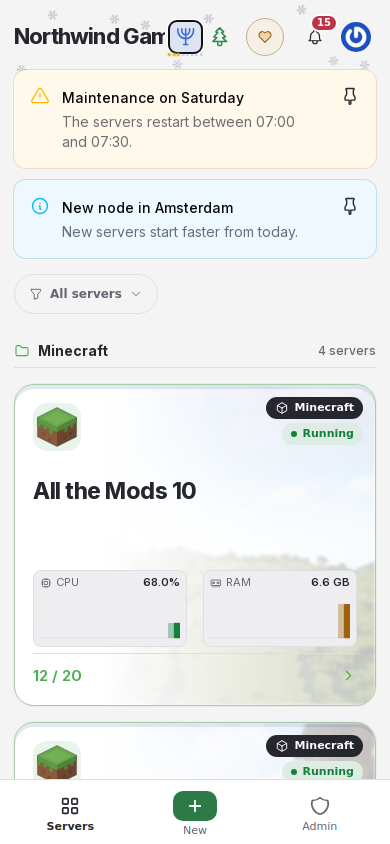 Northwind Gam
15
Maintenance on Saturday
The servers restart between 07:00
and 07:30.
New node in Amsterdam
New servers start faster from today.
All servers
Minecraft
4 servers
Minecraft
Running
All the Mods 10
CPU
68.0%
RAM
6.6 GB
12 / 20
Minecraft
Running
Servers
New
Admin